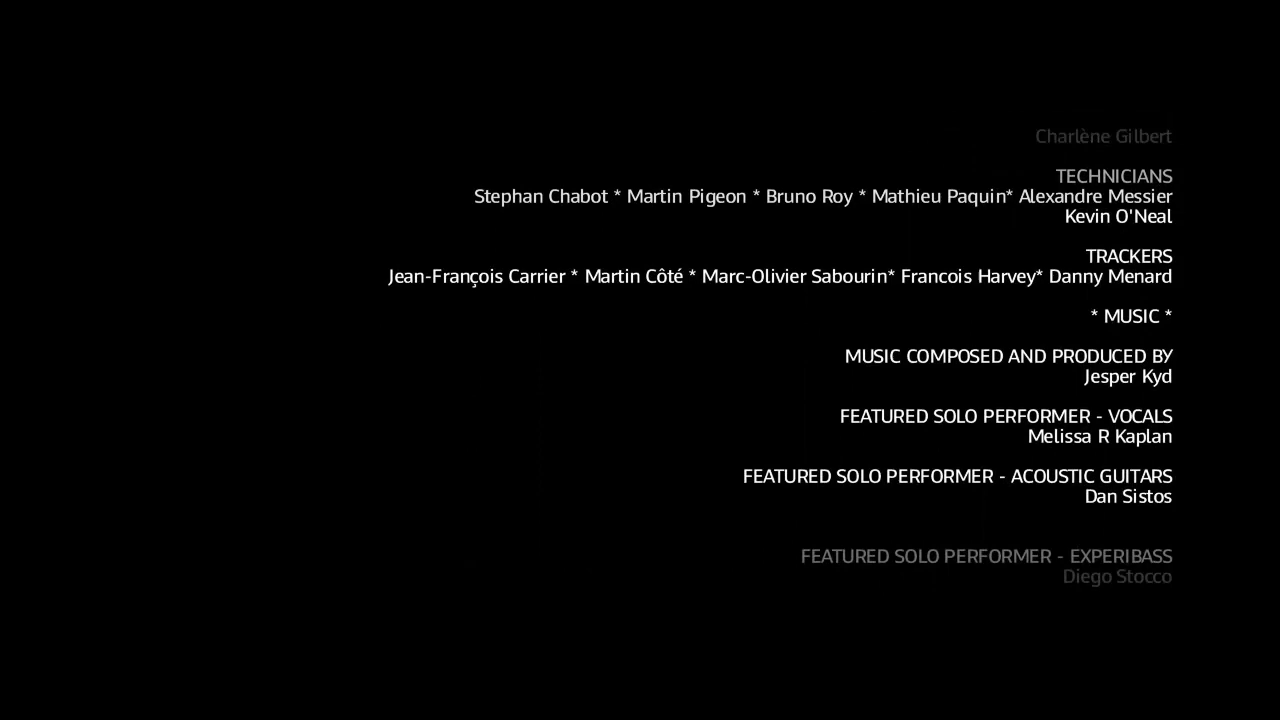 Charlène Gilbert
TECHNICIANS
Stephan Chabot * Martin Pigeon * Bruno Roy * Mathieu Paquin* Alexandre Messier
Kevin O'Neal
TRACKERS
Jean-François Carrier * Martin Côté * Marc-Olivier Sabourin* Francois Harvey* Danny Menard
* MUSIC *
MUSIC COMPOSED AND PRODUCED BY
Jesper Kyd
FEATURED SOLO PERFORMER - VOCALS
Melissa R Kaplan
FEATURED SOLO PERFORMER - ACOUSTIC GUITARS
Dan Sistos
FEATURED SOLO PERFORMER - EXPERIBASS
Diego Stocco